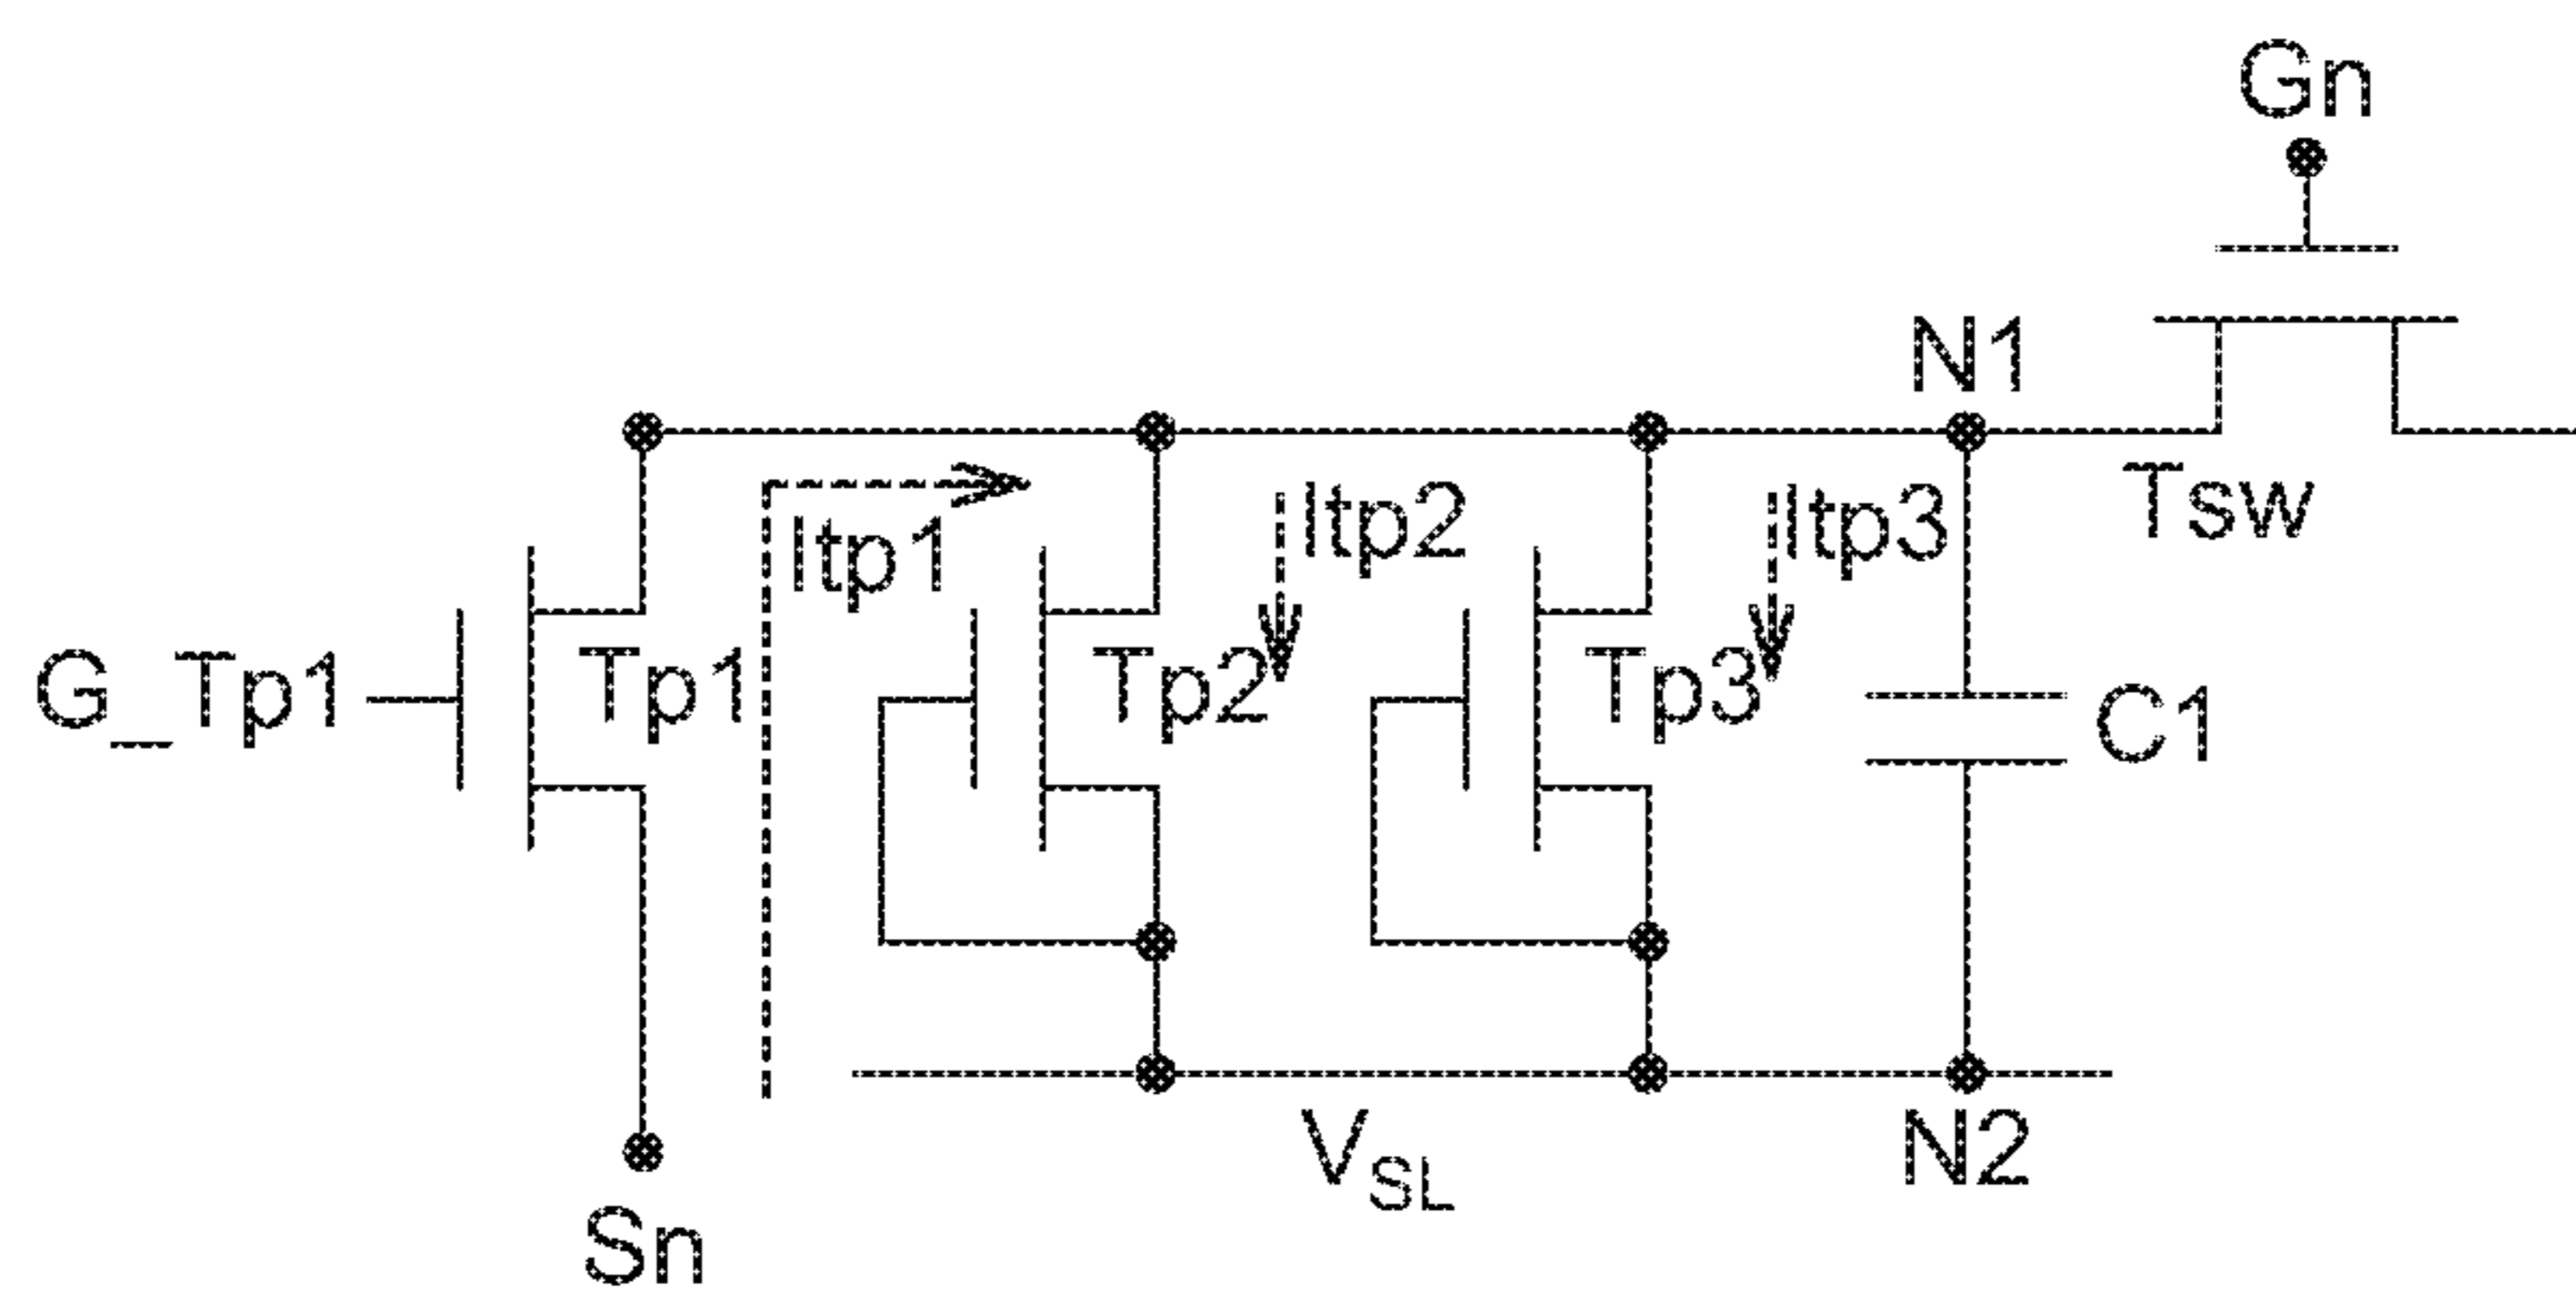 Gn
N1
Tsw
Itp1
Itp2
Itp3
G_Tp1
Tp1
Tp2
Tp3
C1
VSL
N2
Sn